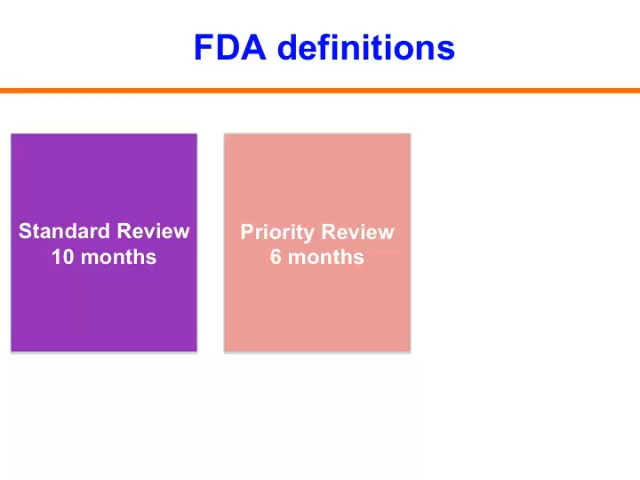 FDA definitions
Standard Review
10 months
Priority Review
6 months